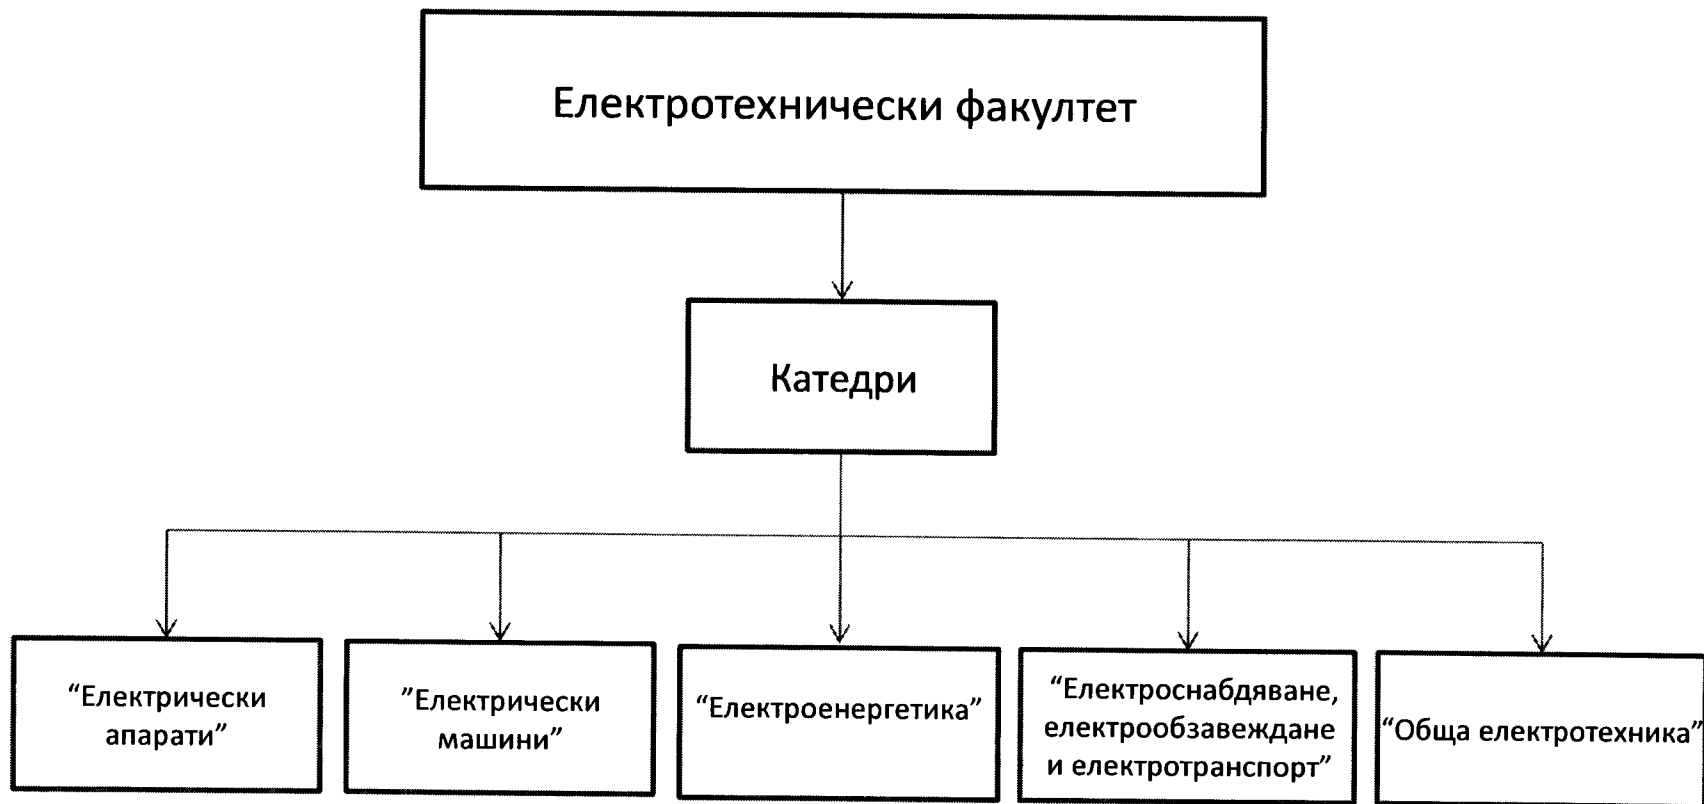 Електротехнически факултет
Катедри
“Електрически
апарати”
”Електрически
машини”
“Електроенергетика”
“Електроснабдяване,
електрообзавеждане
и електротранспорт”
“Обща електротехника”